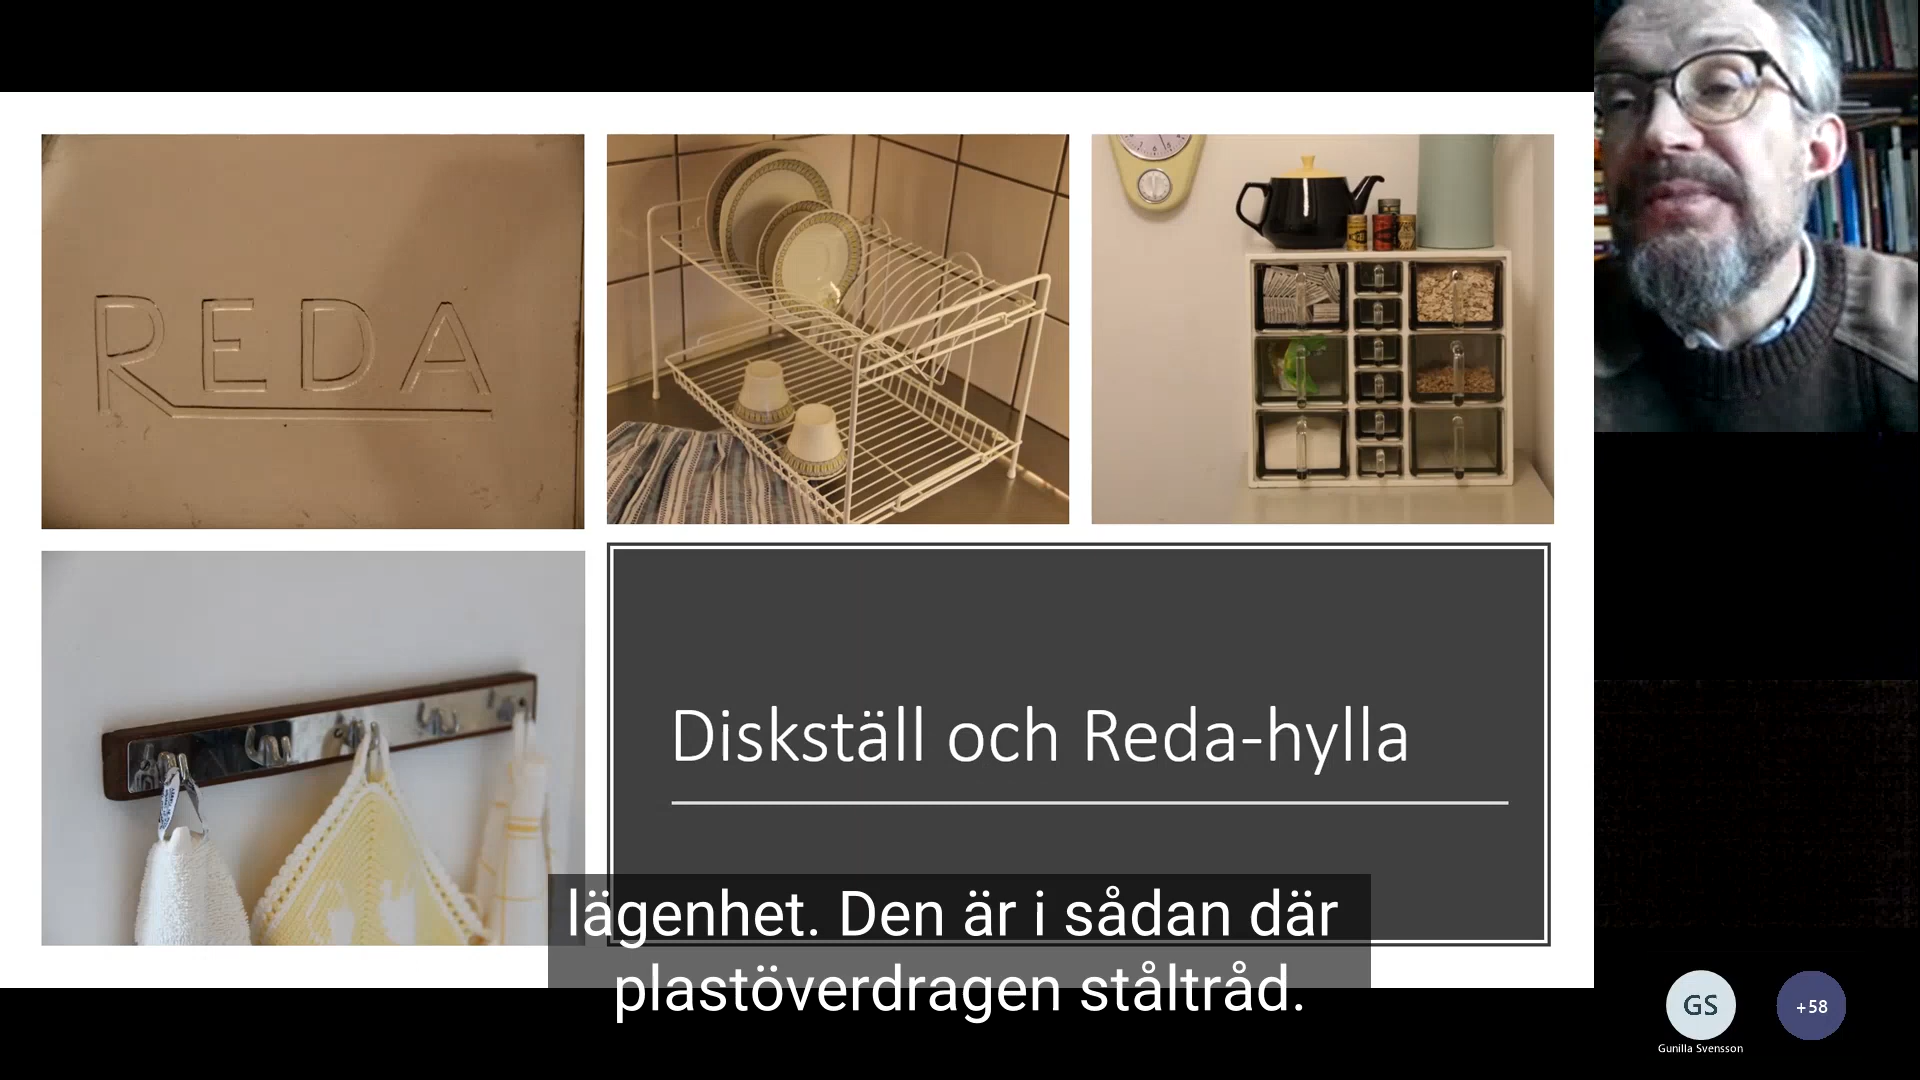 REDA
Diskställ och Reda-hylla
lägenhet. Den är i sådan där
plastöverdragen ståltråd.
GS
+58
Gunilla Svensson